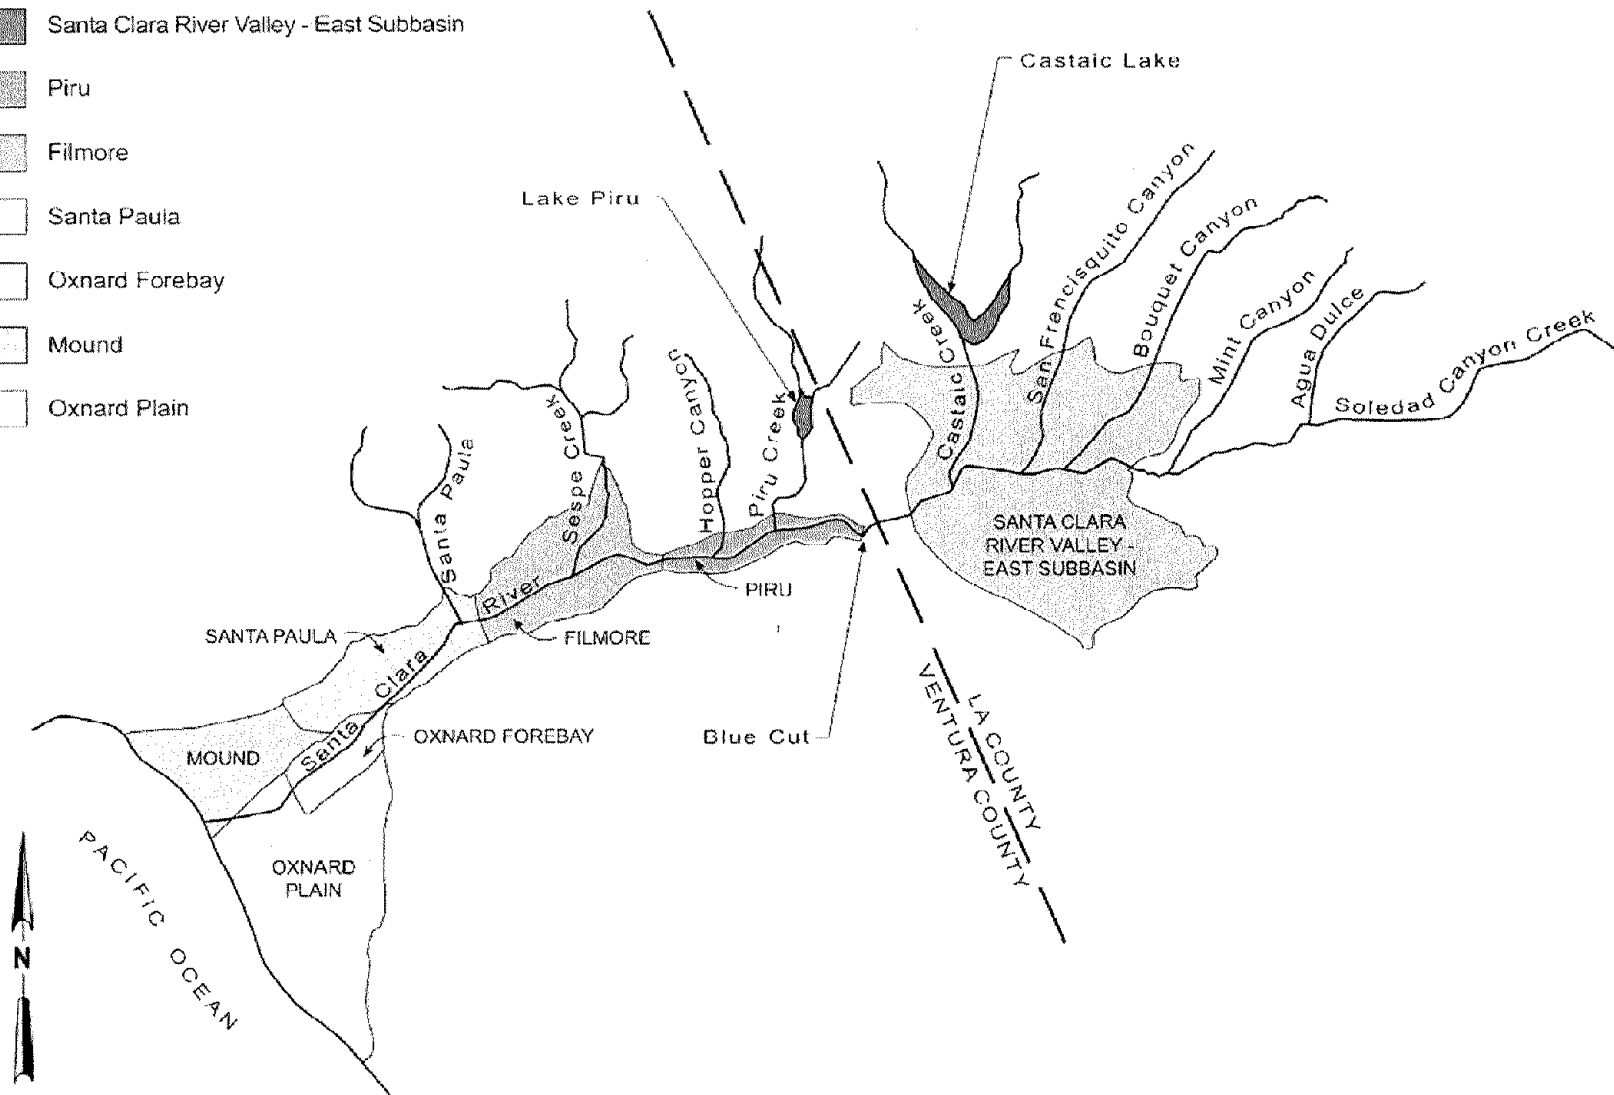 Santa Clara River Valley - East Subbasin
Piru
Filmore
Santa Paula
Oxnard Forebay
Mound
Oxnard Plain
Castaic Lake
Lake Piru
San Frencisquito Canyon
Bouquet Canyon
Mint Canyon
Agua Dulce
Soledad Canyon Creek
Castaic Creek
Piru Creek
Hopper Canyon
Sespe Creek
Santa Paula
SANTA CLARA
RIVER VALLEY -
EAST SUBBASIN
PIRU
FILMORE
SANTA PAULA
Santa Clara River
OXNARD FOREBAY
MOUND
Blue Cut
LA COUNTY
VENTURA COUNTY
OXNARD
PLAIN
PACIFIC OCEAN
N